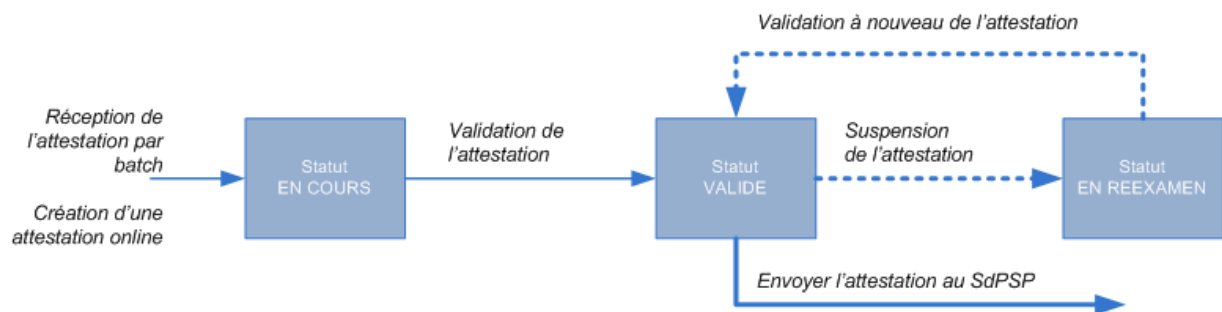 Validation à nouveau de l'attestation
Réception de
l'attestation par
batch
Création d'une
attestation online
Statut
EN COURS
Validation de
l'attestation
Statut
VALIDE
Suspension
de l'attestation
Statut
EN REEXAMEN
Envoyer l'attestation au SdPSP